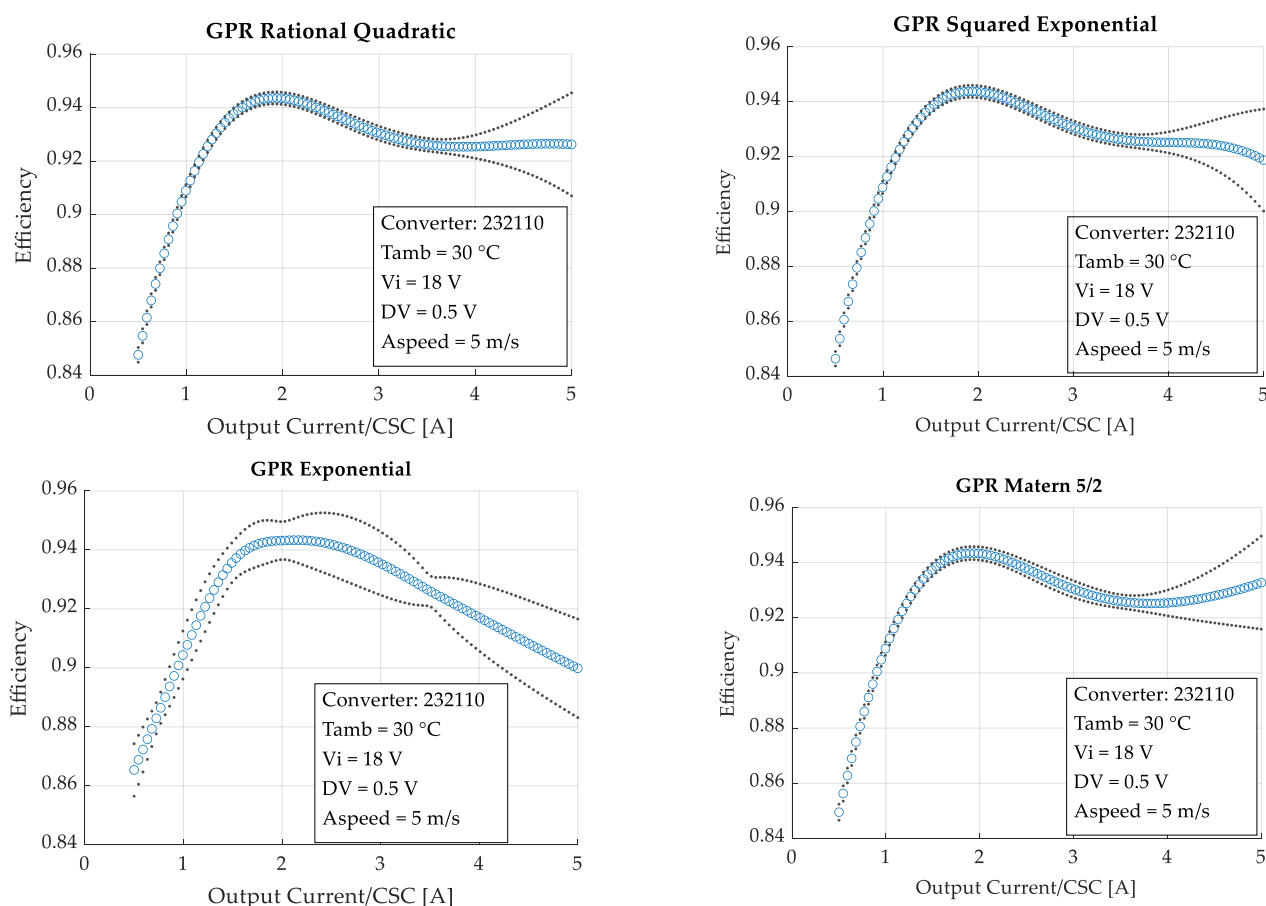 GPR Rational Quadratic
0.96
0.94
0.92
0.9
0.88
0.86
0.84
Efficiency
Converter: 232110
Tamb = 30 °C
Vi = 18 V
DV = 0.5 V
Aspeed = 5 m/s
0 1 2 3 4 5
Output Current/CSC [A]
GPR Squared Exponential
0.96
0.94
0.92
0.9
0.88
0.86
0.84
Efficiency
Converter: 232110
Tamb = 30 °C
Vi = 18 V
DV = 0.5 V
Aspeed = 5 m/s
0 1 2 3 4 5
Output Current/CSC [A]
GPR Exponential
0.96
0.94
0.92
0.9
0.88
0.86
0.84
Efficiency
Converter: 232110
Tamb = 30 °C
Vi = 18 V
DV = 0.5 V
Aspeed = 5 m/s
0 1 2 3 4 5
Output Current/CSC [A]
GPR Matern 5/2
0.96
0.94
0.92
0.9
0.88
0.86
0.84
Efficiency
Converter: 232110
Tamb = 30 °C
Vi = 18 V
DV = 0.5 V
Aspeed = 5 m/s
0 1 2 3 4 5
Output Current/CSC [A]